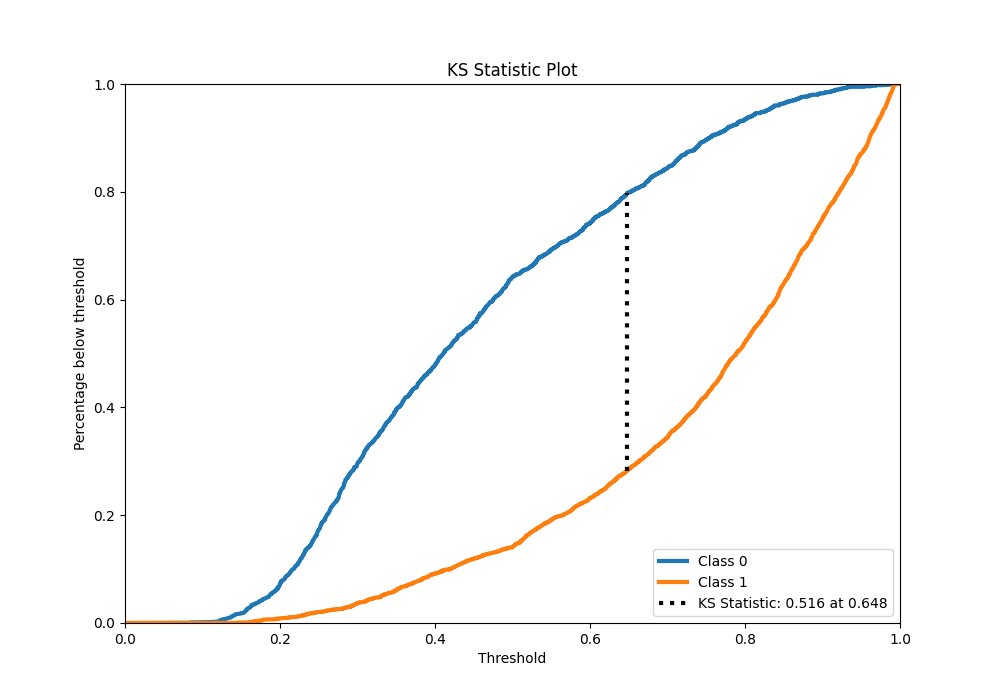 KS Statistic Plot
1.0
0.8
0.6
0.4
0.2
0.0
Percentage below threshold
0.0 0.2 0.4 0.6 0.8 1.0
Threshold
Class 0
Class 1
KS Statistic: 0.516 at 0.648